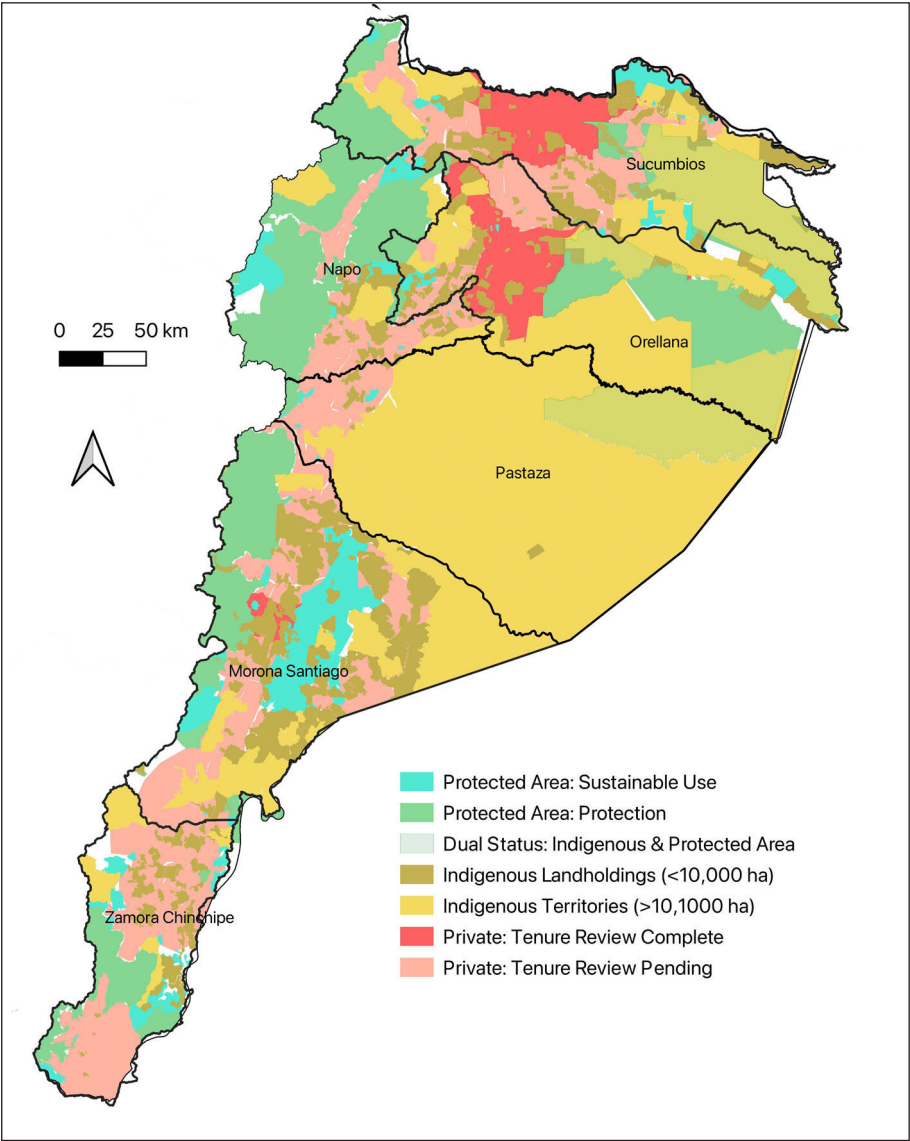 Sucumbios
Napo
0 25 50 km
Orellana
Pastaza
Morona Santiago
Protected Area: Sustainable Use
Protected Area: Protection
Dual Status: Indigenous & Protected Area
Indigenous Landholdings (<10,000 ha)
Indigenous Territories (>10,1000 ha)
Zamora Chinchipe
Private: Tenure Review Complete
Private: Tenure Review Pending